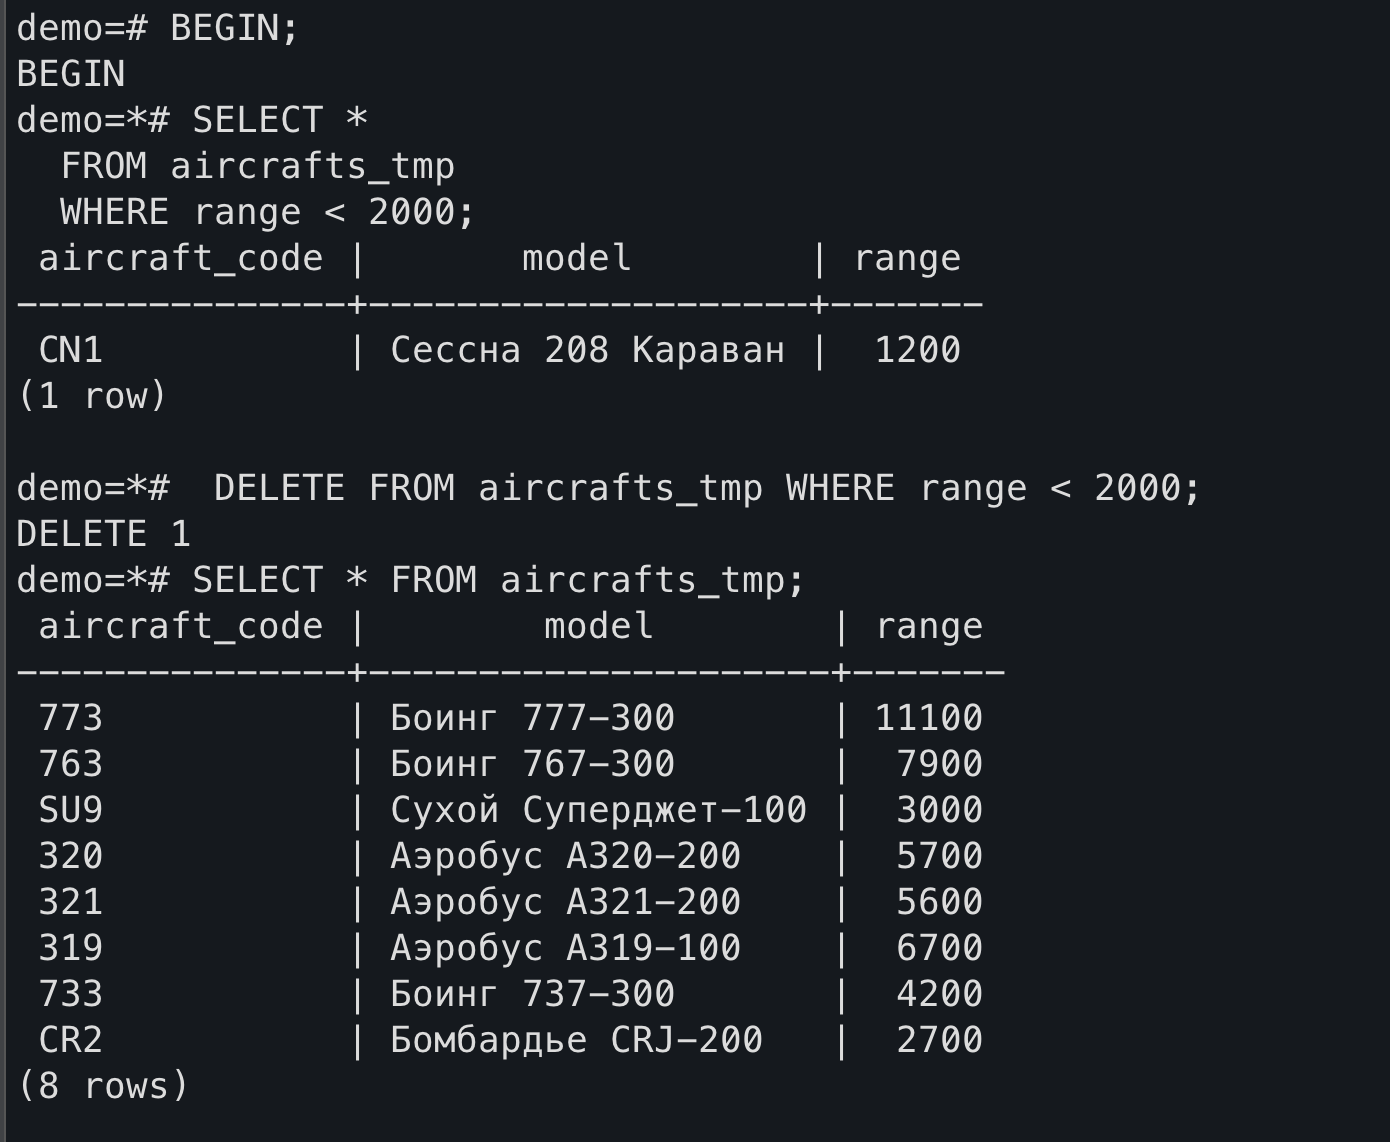 demo=# BEGIN;
BEGIN
demo=*# SELECT *
  FROM aircrafts_tmp
  WHERE range < 2000;
 aircraft_code |       model        | range
---------------+--------------------+-------
 CN1           | Сессна 208 Караван |  1200
(1 row)

demo=*#  DELETE FROM aircrafts_tmp WHERE range < 2000;
DELETE 1
demo=*# SELECT * FROM aircrafts_tmp;
 aircraft_code |        model        | range
---------------+---------------------+-------
 773           | Боинг 777-300       | 11100
 763           | Боинг 767-300       |  7900
 SU9           | Сухой Суперджет-100 |  3000
 320           | Аэробус A320-200    |  5700
 321           | Аэробус A321-200    |  5600
 319           | Аэробус A319-100    |  6700
 733           | Боинг 737-300       |  4200
 CR2           | Бомбардье CRJ-200   |  2700
(8 rows)